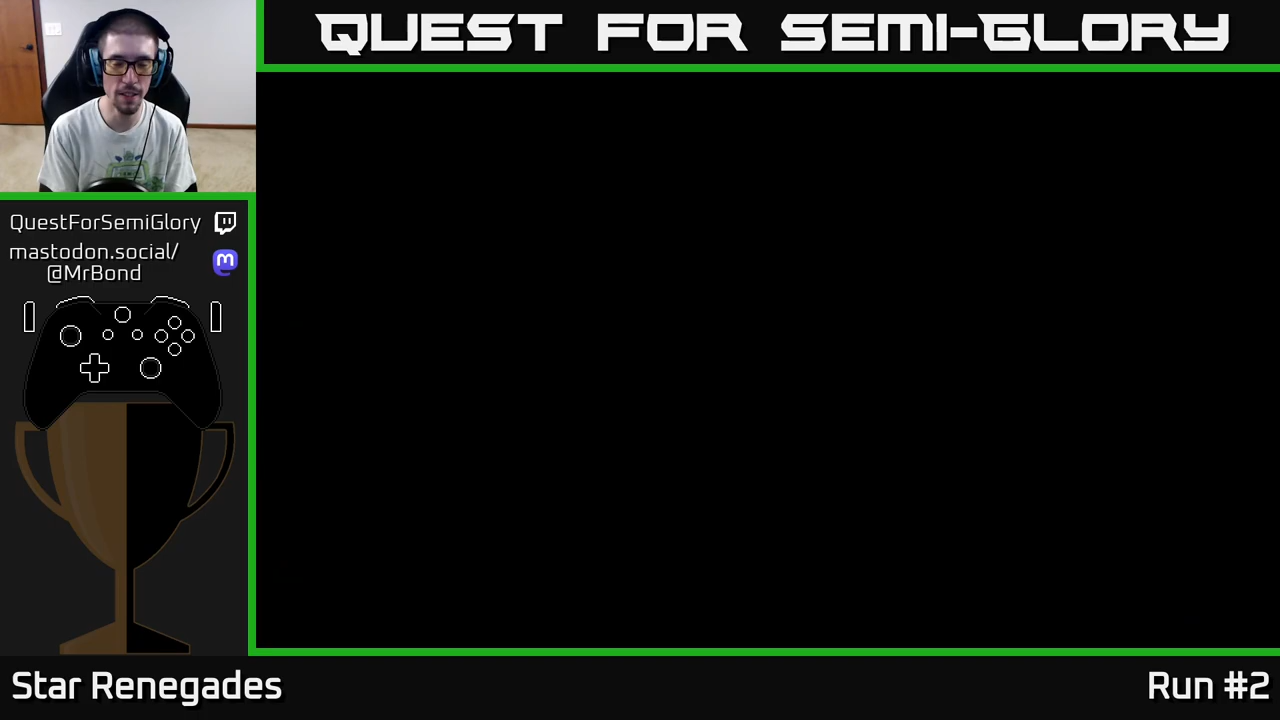 QUEST FOR SEMI-GLORY
QuestForSemiGlory
mastodon.social/
@MrBond
Star Renegades
Run #2